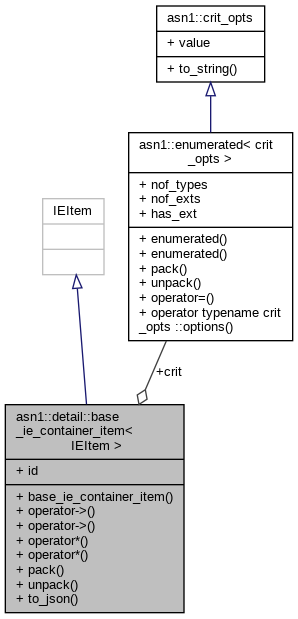 asn1::crit_opts
+ value
+ to_string()
asn1::enumerated< crit
_opts >
+ nof_types
+ nof_exts
+ has_ext
+ enumerated()
+ enumerated()
+ pack()
+ unpack()
+ operator=()
+ operator typename crit
_opts ::options()
IEItem
+crit
asn1::detail::base
_ie_container_item<
IEItem >
+ id
+ base_ie_container_item()
+ operator->()
+ operator->()
+ operator*()
+ operator*()
+ pack()
+ unpack()
+ to_json()